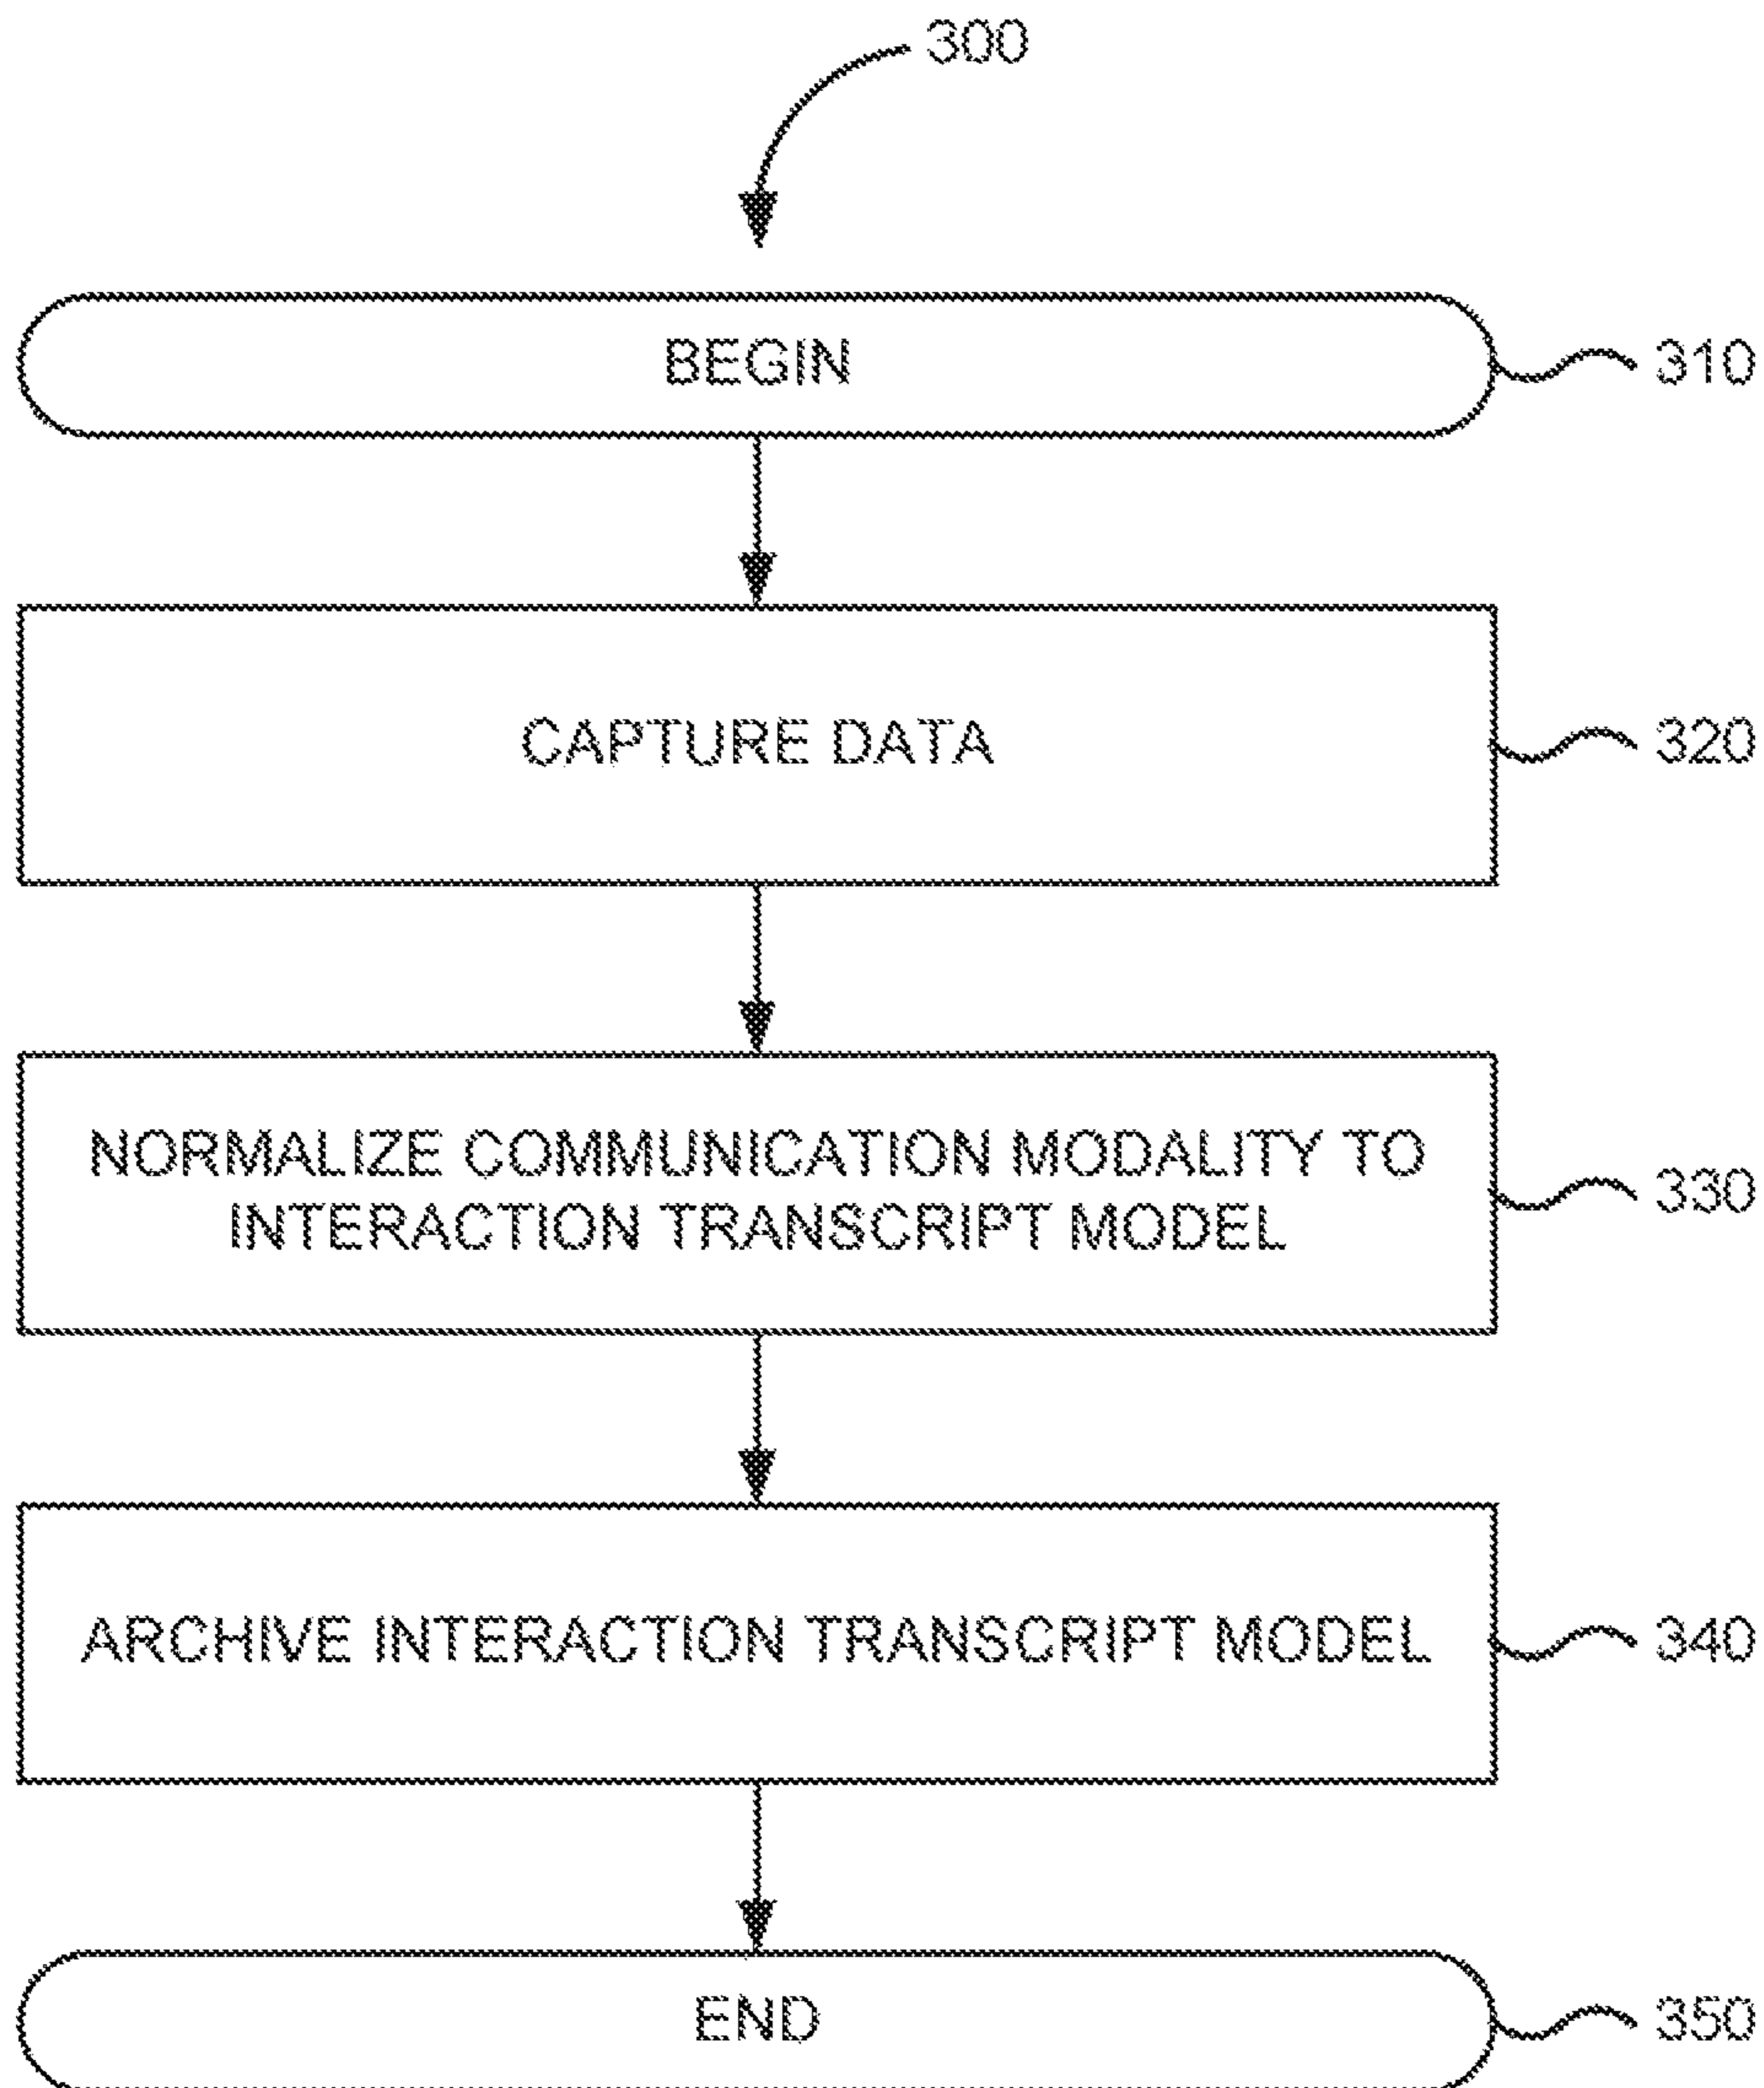 300
BEGIN
310
CAPTURE DATA
320
NORMALIZE COMMUNICATION MODALITY TO
INTERACTION TRANSCRIPT MODEL
330
ARCHIVE INTERACTION TRANSCRIPT MODEL
340
END
350